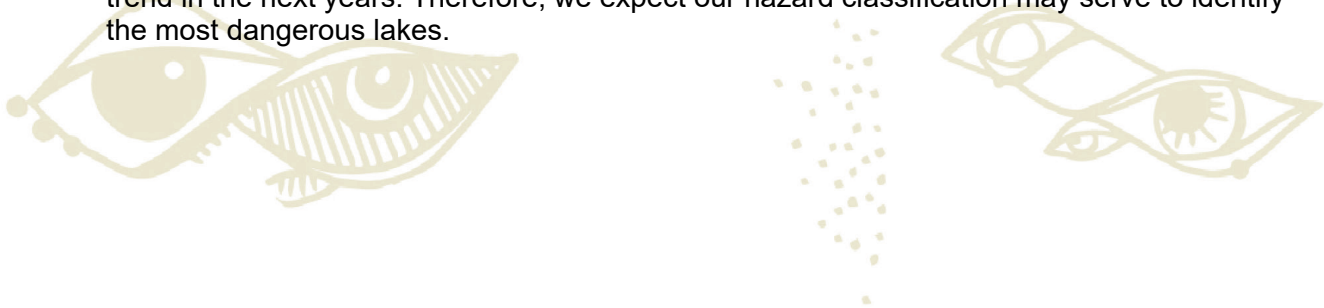 trend in the next years. Therefore, we expect our hazard classification may serve to identify
the most dangerous lakes.